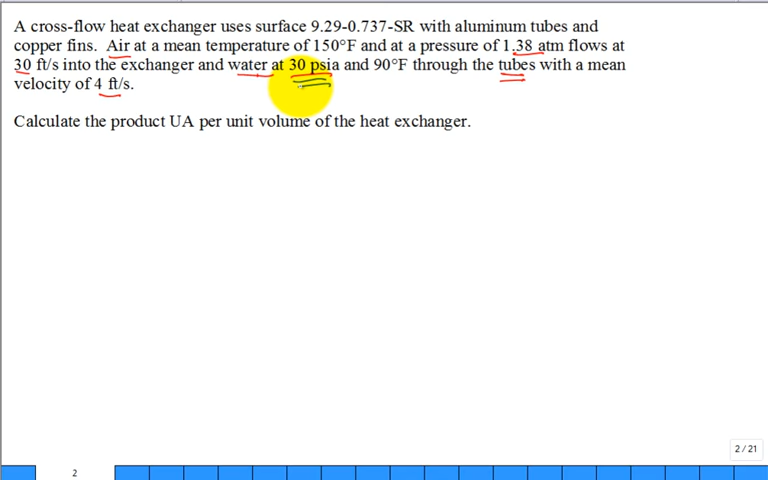 A cross-flow heat exchanger uses surface 9.29-0.737-SR with aluminum tubes and
copper fins.  Air at a mean temperature of 150°F and at a pressure of 1.38 atm flows at
30 ft/s into the exchanger and water at 30 psia and 90°F through the tubes with a mean
velocity of 4 ft/s.
Calculate the product UA per unit volume of the heat exchanger.
2 / 21
2